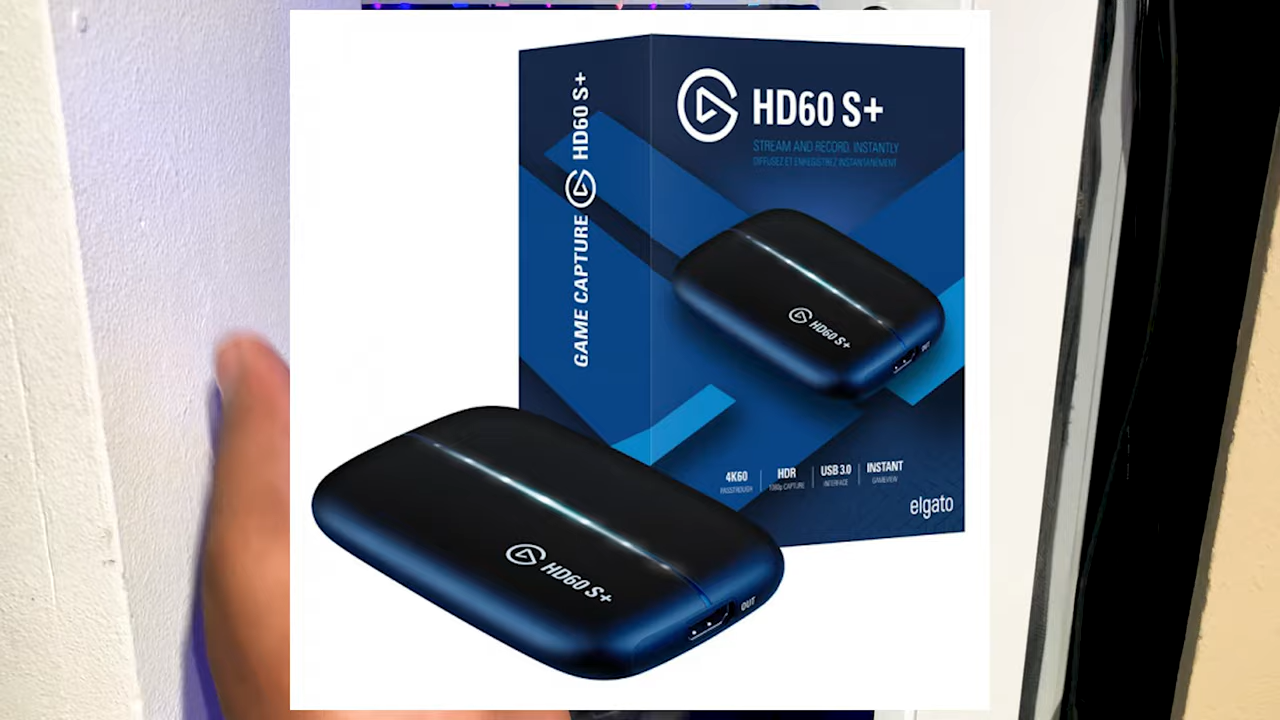 GAME CAPTURE HD60 S+
HD60 S+
STREAM AND RECORD. INSTANTLY
DIFFUSEZ ET ENREGISTREZ INSTANTANÉMENT
HD60 S+
OUT
4K60
PASSTHROUGH
HDR
1080p CAPTURE
USB 3.0
INTERFACE
INSTANT
GAMEVIEW
elgato
HD60 S+
OUT